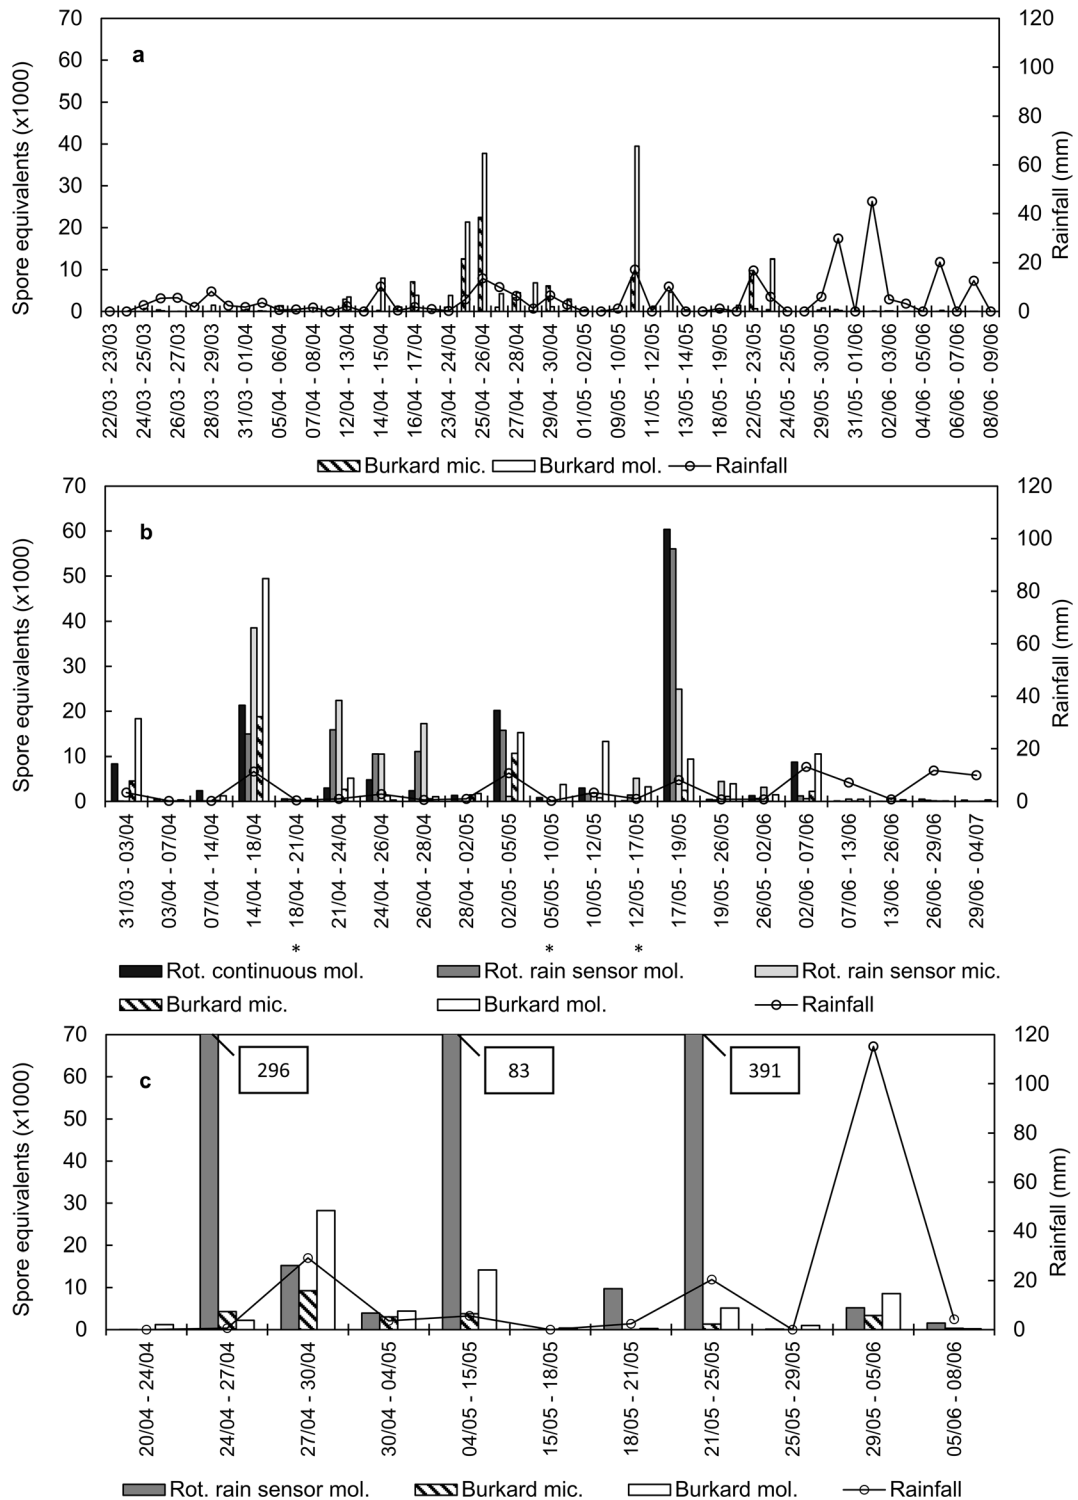 a
Spore equivalents (x1000)
70
60
50
40
30
20
10
0
120
100
80
60
40
20
0
Rainfall (mm)
22/03 - 23/03
24/03 - 25/03
26/03 - 27/03
28/03 - 29/03
31/03 - 01/04
05/04 - 06/04
07/04 - 08/04
12/04 - 13/04
14/04 - 15/04
16/04 - 17/04
23/04 - 24/04
25/04 - 26/04
27/04 - 28/04
29/04 - 30/04
01/05 - 02/05
09/05 - 10/05
11/05 - 12/05
13/05 - 14/05
18/05 - 19/05
22/05 - 23/05
24/05 - 25/05
29/05 - 30/05
31/05 - 01/06
02/06 - 03/06
04/06 - 05/06
06/06 - 07/06
08/06 - 09/06
Burkard mic. Burkard mol. Rainfall
b
Spore equivalents (x1000)
70
60
50
40
30
20
10
0
120
100
80
60
40
20
0
Rainfall (mm)
31/03 - 03/04
03/04 - 07/04
07/04 - 14/04
14/04 - 18/04
18/04 - 21/04
21/04 - 24/04
24/04 - 26/04
26/04 - 28/04
28/04 - 02/05
02/05 - 05/05
05/05 - 10/05
10/05 - 12/05
12/05 - 17/05
17/05 - 19/05
19/05 - 26/05
26/05 - 02/06
02/06 - 07/06
07/06 - 13/06
13/06 - 26/06
26/06 - 29/06
29/06 - 04/07
* * *
Rot. continuous mol. Rot. rain sensor mol. Rot. rain sensor mic.
Burkard mic. Burkard mol. Rainfall
c
Spore equivalents (x1000)
70
60
50
40
30
20
10
0
296 83 391
120
100
80
60
40
20
0
Rainfall (mm)
20/04 - 24/04
24/04 - 27/04
27/04 - 30/04
30/04 - 04/05
04/05 - 15/05
15/05 - 18/05
18/05 - 21/05
21/05 - 25/05
25/05 - 29/05
29/05 - 05/06
05/06 - 08/06
Rot. rain sensor mol. Burkard mic. Burkard mol. Rainfall